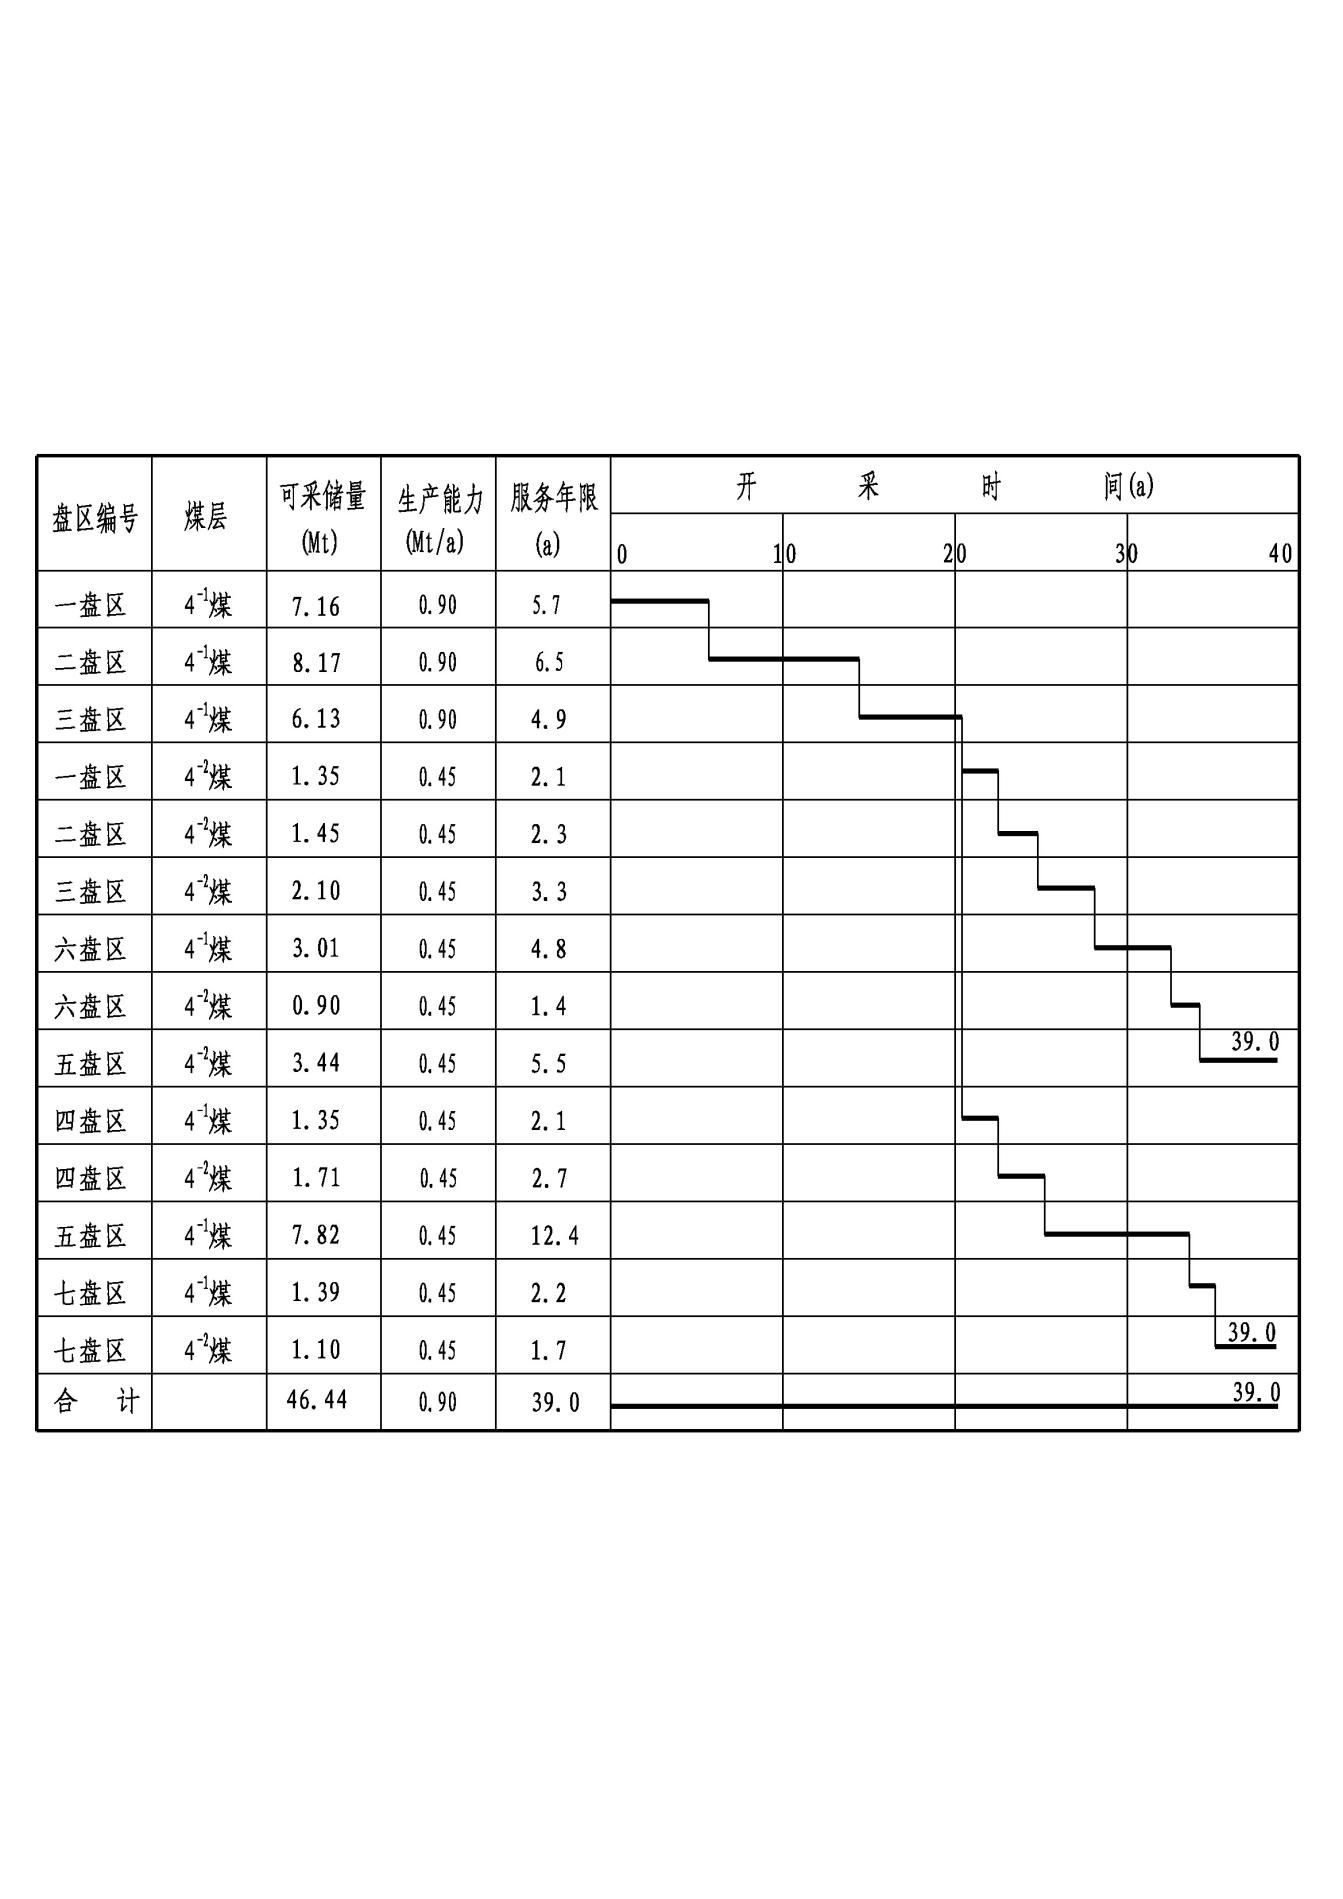 盘区编号 煤层 可采储量(Mt) 生产能力(Mt/a) 服务年限(a) 开采时间(a)
0 10 20 30 40
一盘区 4⁻¹煤 7.16 0.90 5.7
二盘区 4⁻¹煤 8.17 0.90 6.5
三盘区 4⁻¹煤 6.13 0.90 4.9
一盘区 4⁻²煤 1.35 0.45 2.1
二盘区 4⁻²煤 1.45 0.45 2.3
三盘区 4⁻²煤 2.10 0.45 3.3
六盘区 4⁻¹煤 3.01 0.45 4.8
六盘区 4⁻²煤 0.90 0.45 1.4
五盘区 4⁻²煤 3.44 0.45 5.5 39.0
四盘区 4⁻¹煤 1.35 0.45 2.1
四盘区 4⁻²煤 1.71 0.45 2.7
五盘区 4⁻¹煤 7.82 0.45 12.4
七盘区 4⁻¹煤 1.39 0.45 2.2
七盘区 4⁻²煤 1.10 0.45 1.7 39.0
合计 46.44 0.90 39.0 39.0